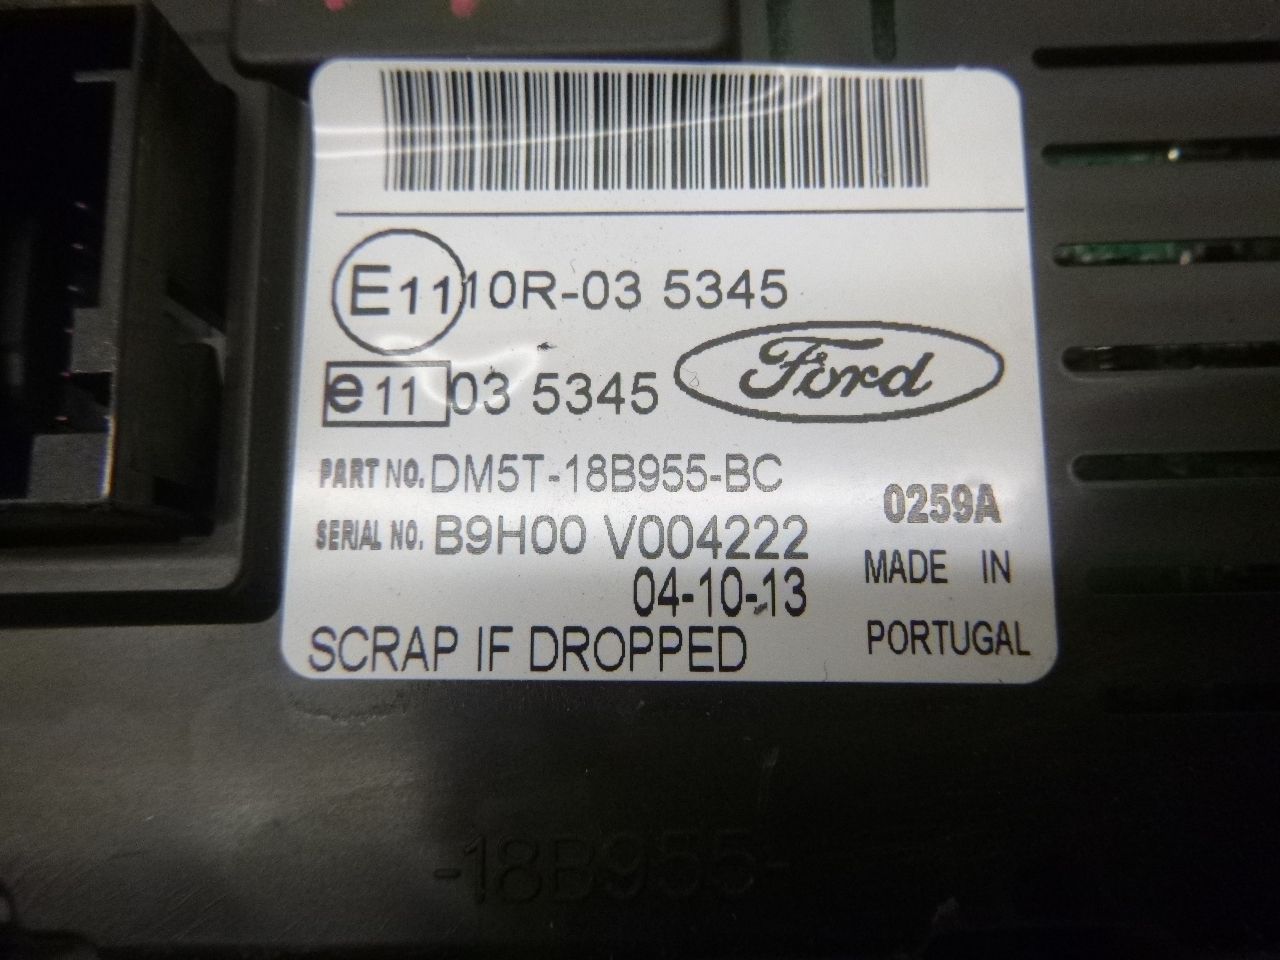 E11 10R-03 5345
e11 03 5345
Ford
PART NO. DM5T-18B955-BC
SERIAL NO. B9H00 V004222
0259A
04-10-13
MADE IN
PORTUGAL
SCRAP IF DROPPED
-18B955-